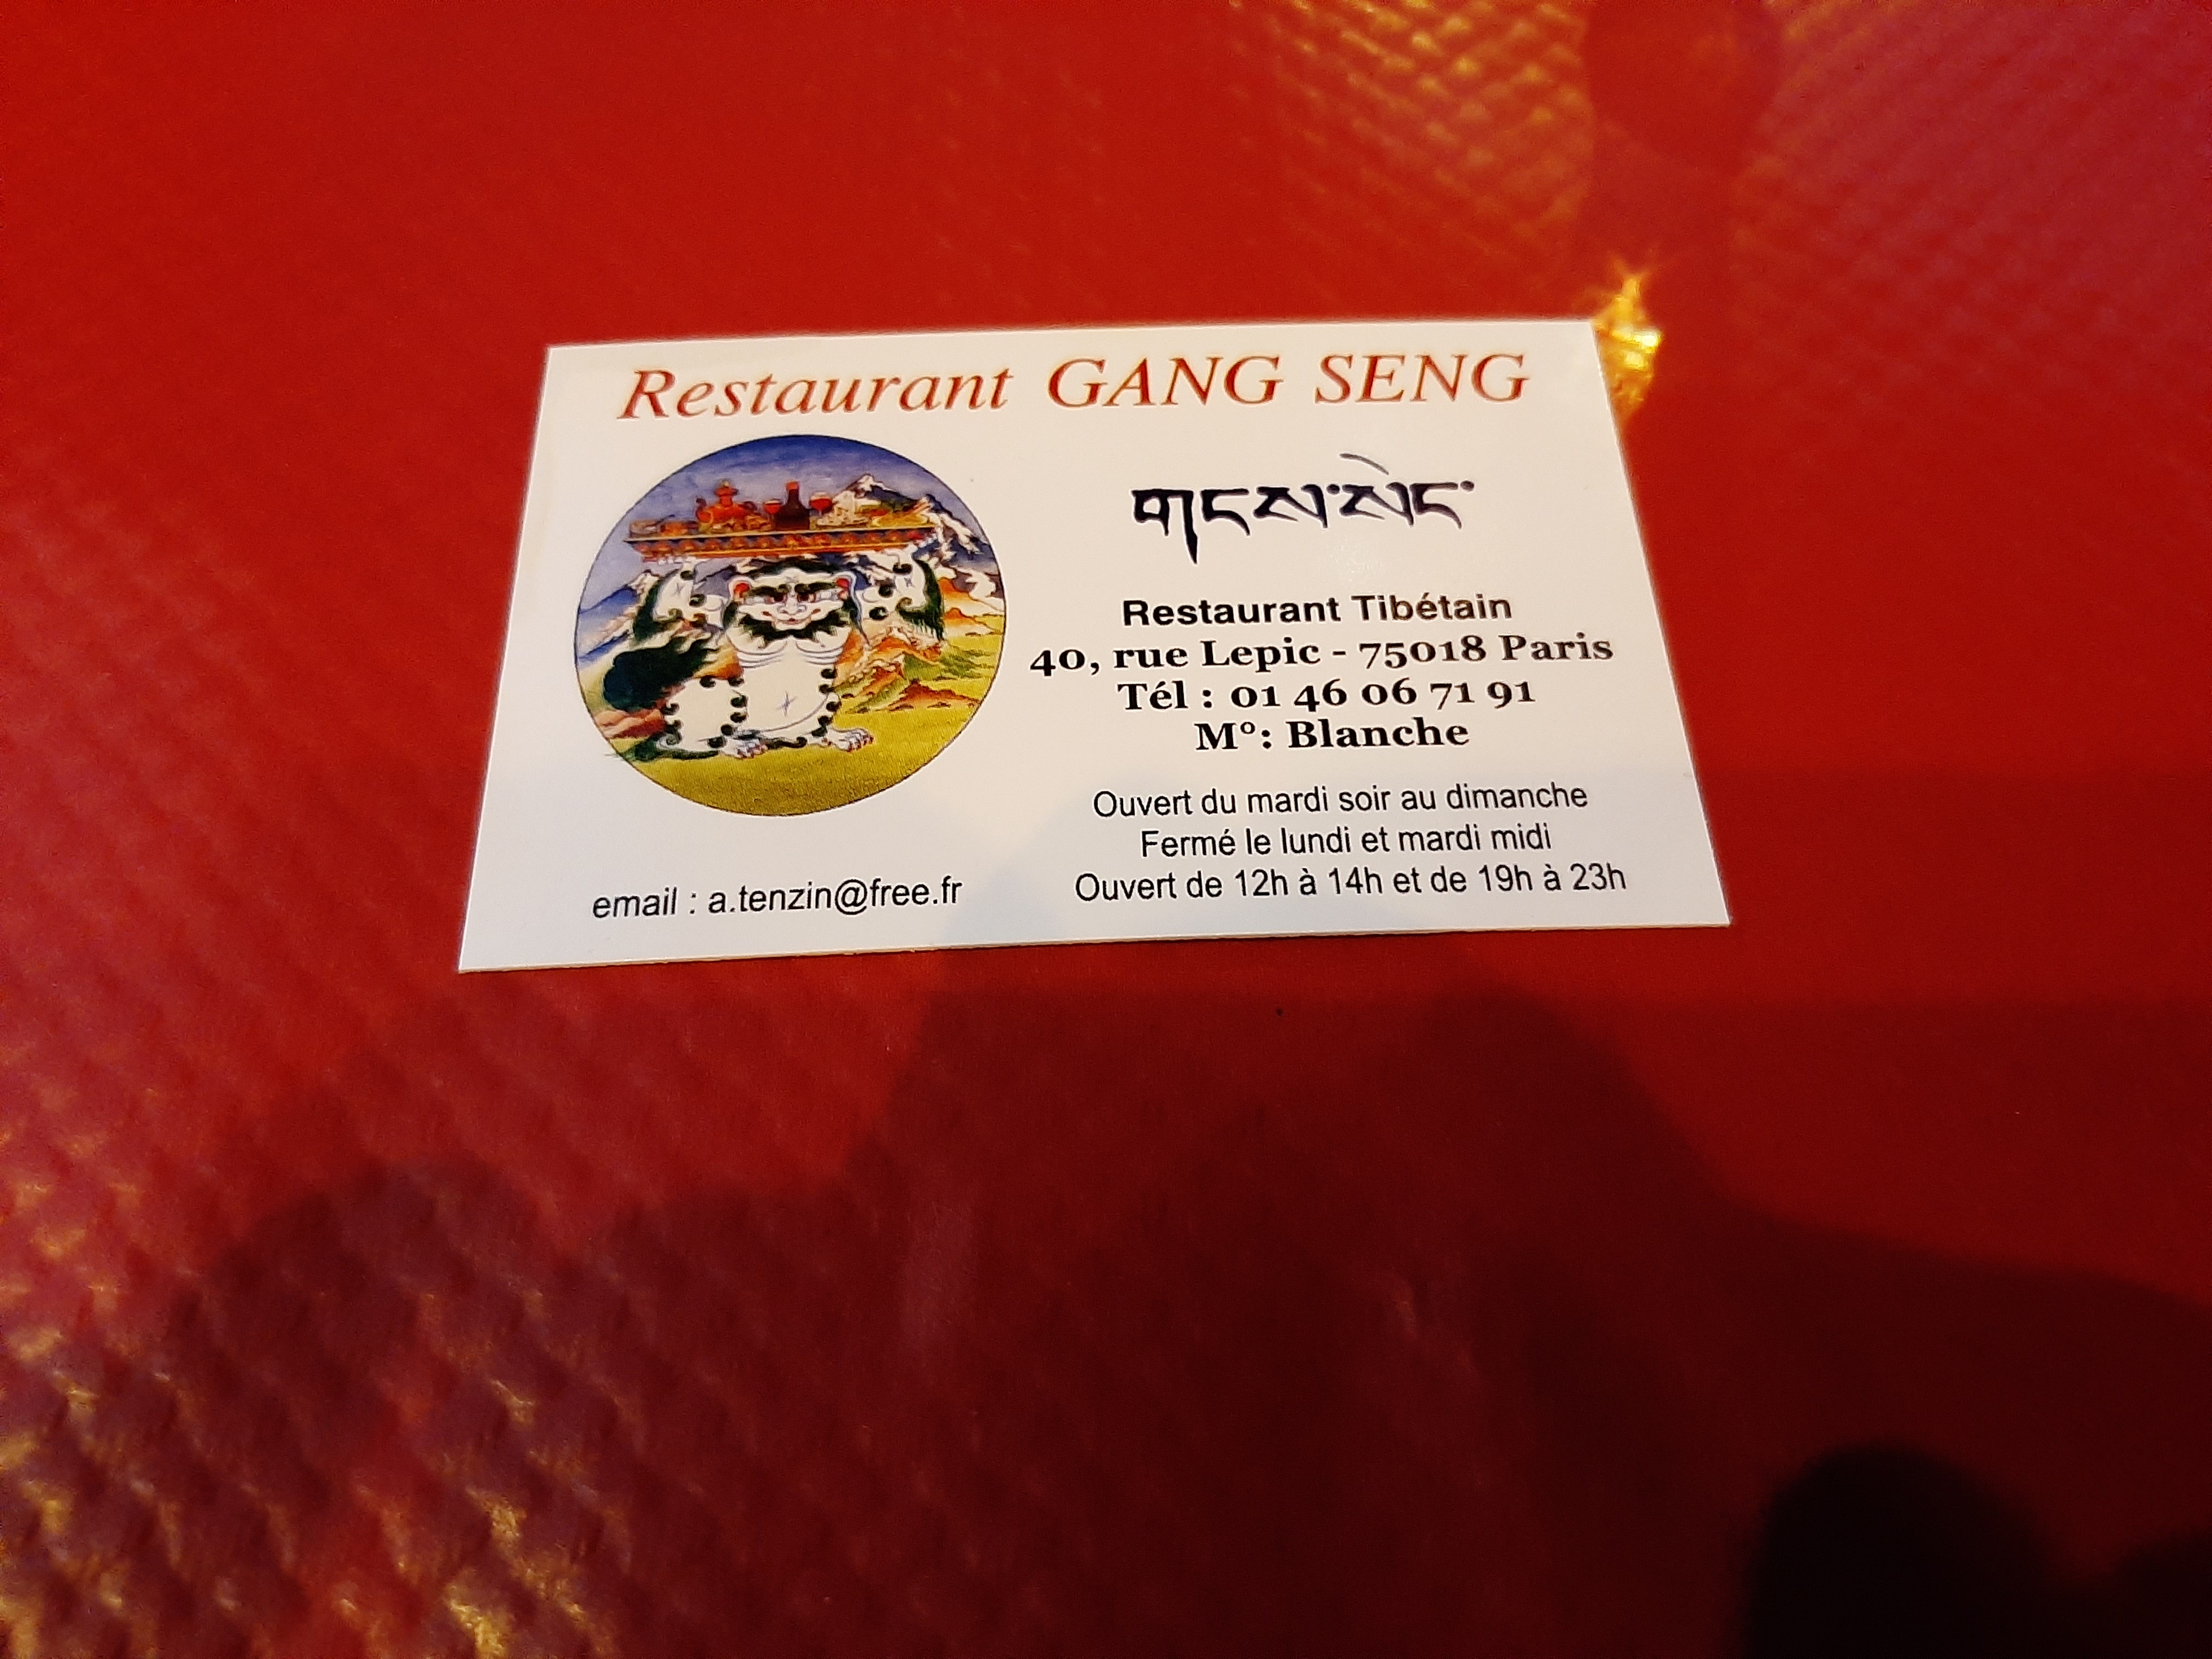 Restaurant GANG SENG
གངས་སེང་
Restaurant Tibétain
40, rue Lepic - 75018 Paris
Tél : 01 46 06 71 91
M°: Blanche
Ouvert du mardi soir au dimanche
Fermé le lundi et mardi midi
Ouvert de 12h à 14h et de 19h à 23h
email : a.tenzin@free.fr